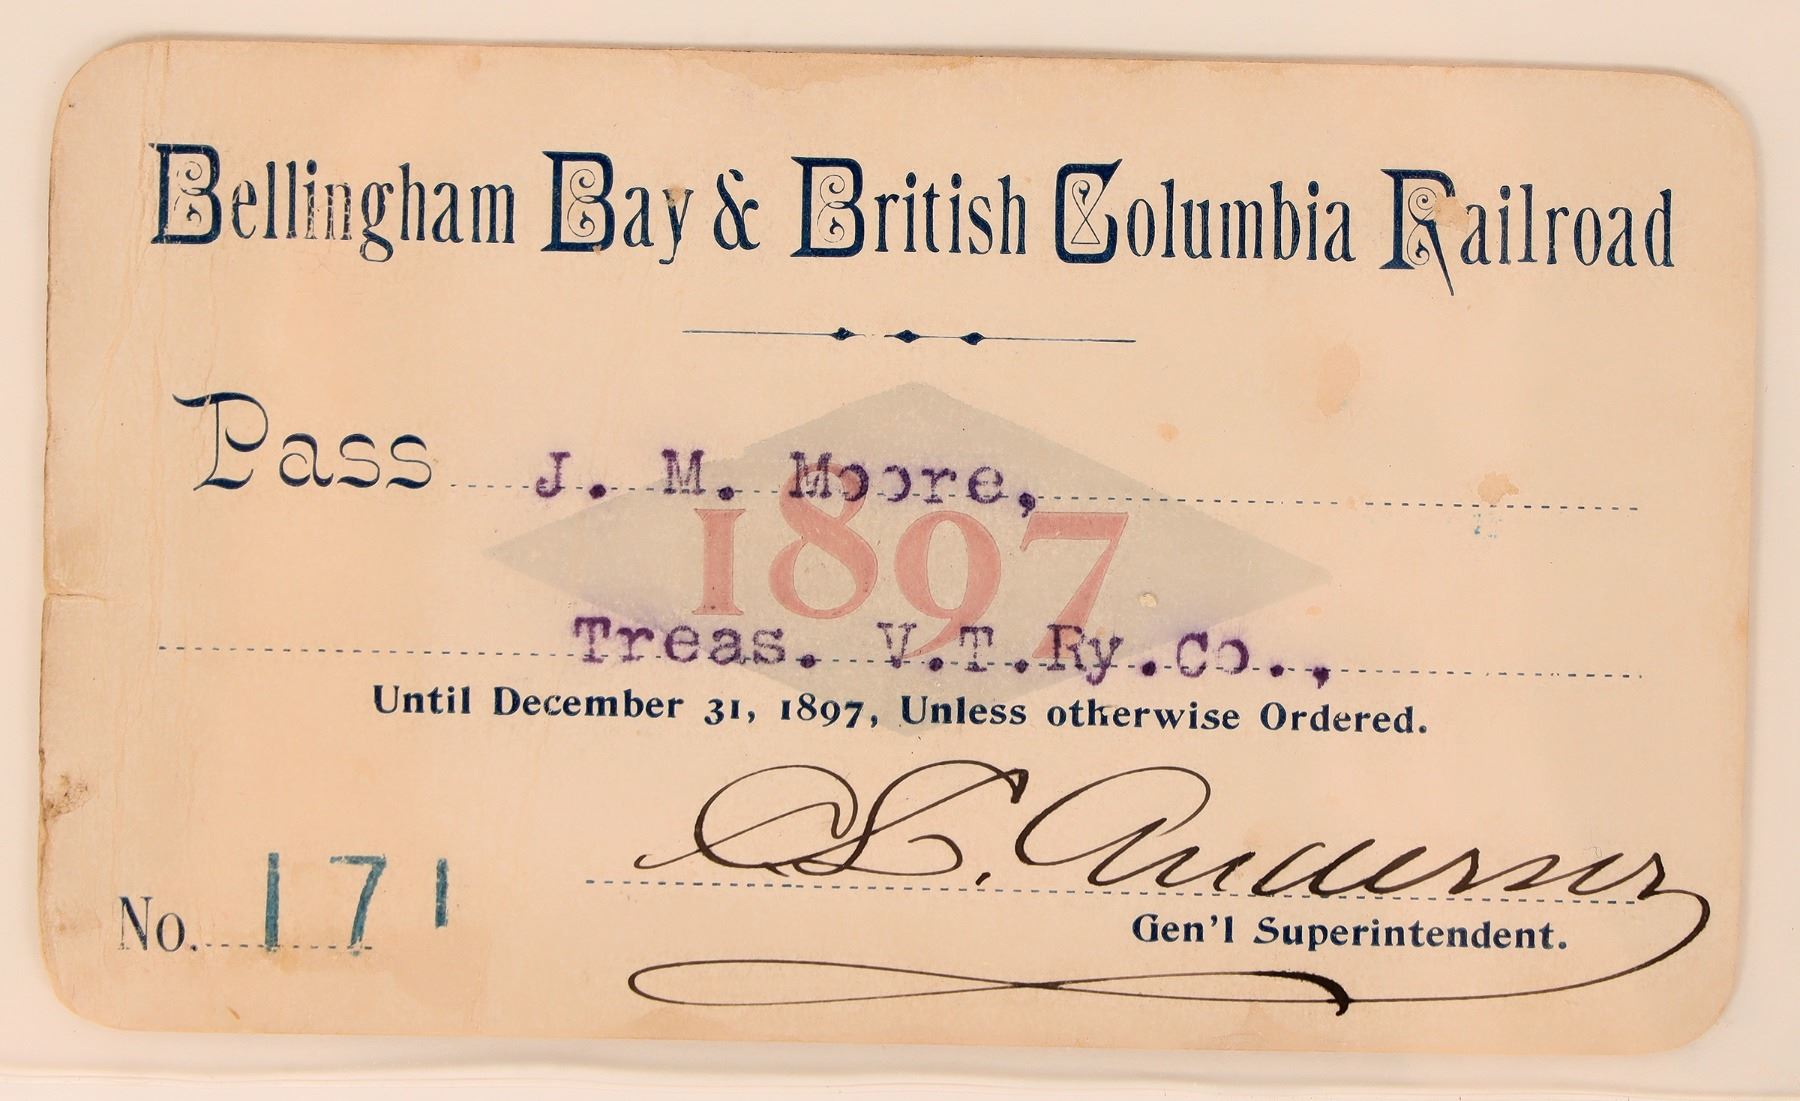 Bellingham Bay & British Columbia Railroad
Pass J. M. Moore,
1897
Treas. V.T.Ry.Co.,
Until December 31, 1897, Unless otherwise Ordered.
No. 171
Anderson
Gen'l Superintendent.